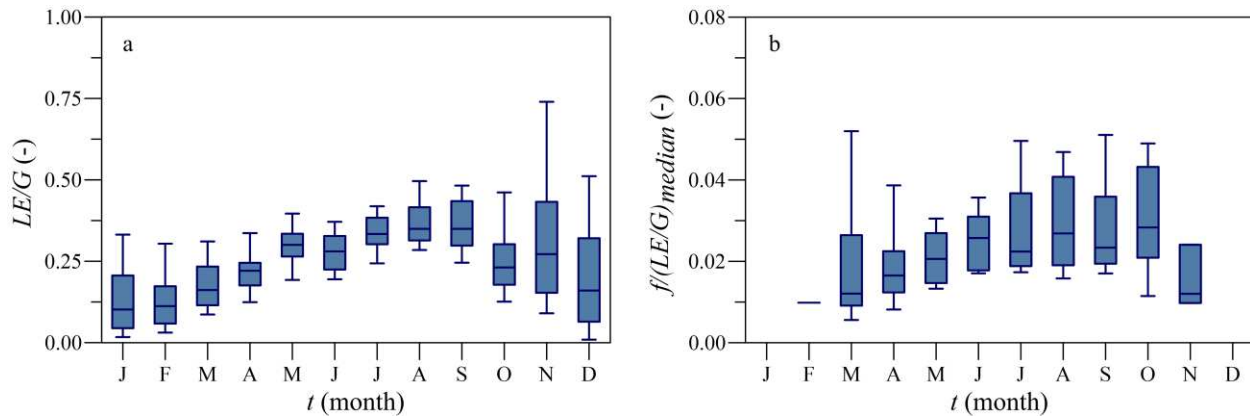 a
1.00
0.75
0.50
0.25
0.00
LE/G (-)
J F M A M J J A S O N D
t (month)
b
0.08
0.06
0.04
0.02
0.00
f/((LE/G)median (-)
J F M A M J J A S O N D
t (month)